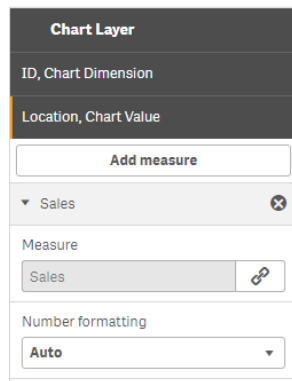 Chart Layer
ID, Chart Dimension
Location, Chart Value
Add measure
Sales
Measure
Sales
Number formatting
Auto